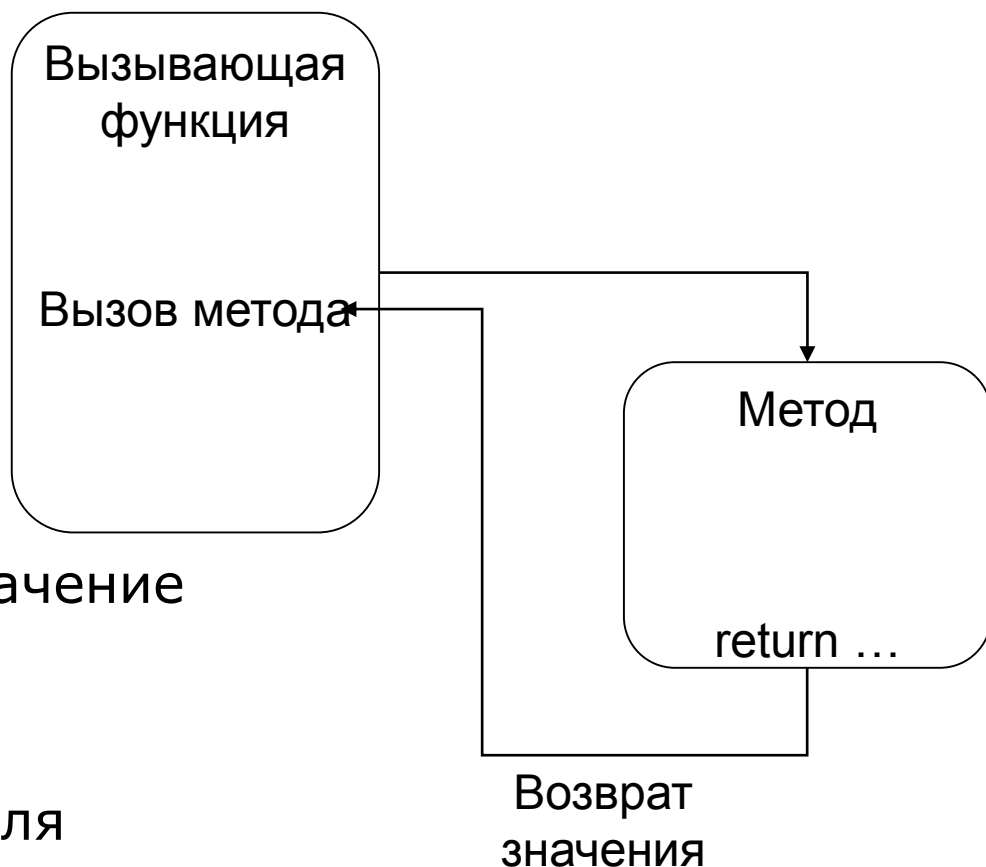 Вызывающая
функция
Вызов метода
Метод
return …
ачение
Возврат
значения
ля